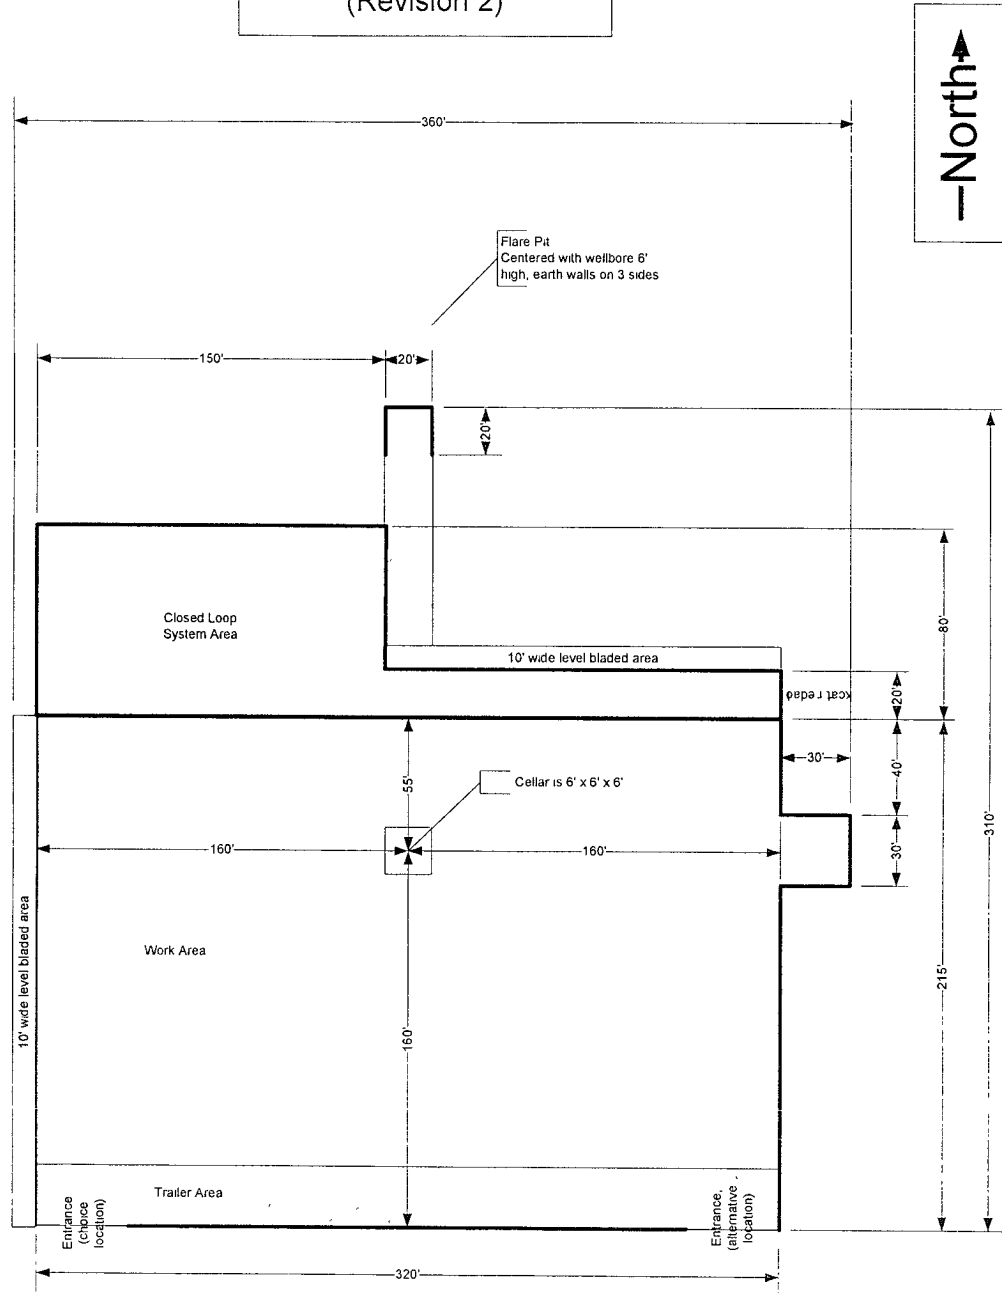 (Revision 2)
North
360'
Flare Pit
Centered with wellbore 6'
high, earth walls on 3 sides
150'
20'
20'
Closed Loop
System Area
80'
10' wide level bladed area
20'
30'
40'
55'
Cellar is 6' x 6' x 6'
310'
160'
160'
30'
10' wide level bladed area
Work Area
215'
160'
Trailer Area
Entrance
(choice
location)
Entrance,
(alternative
location)
320'